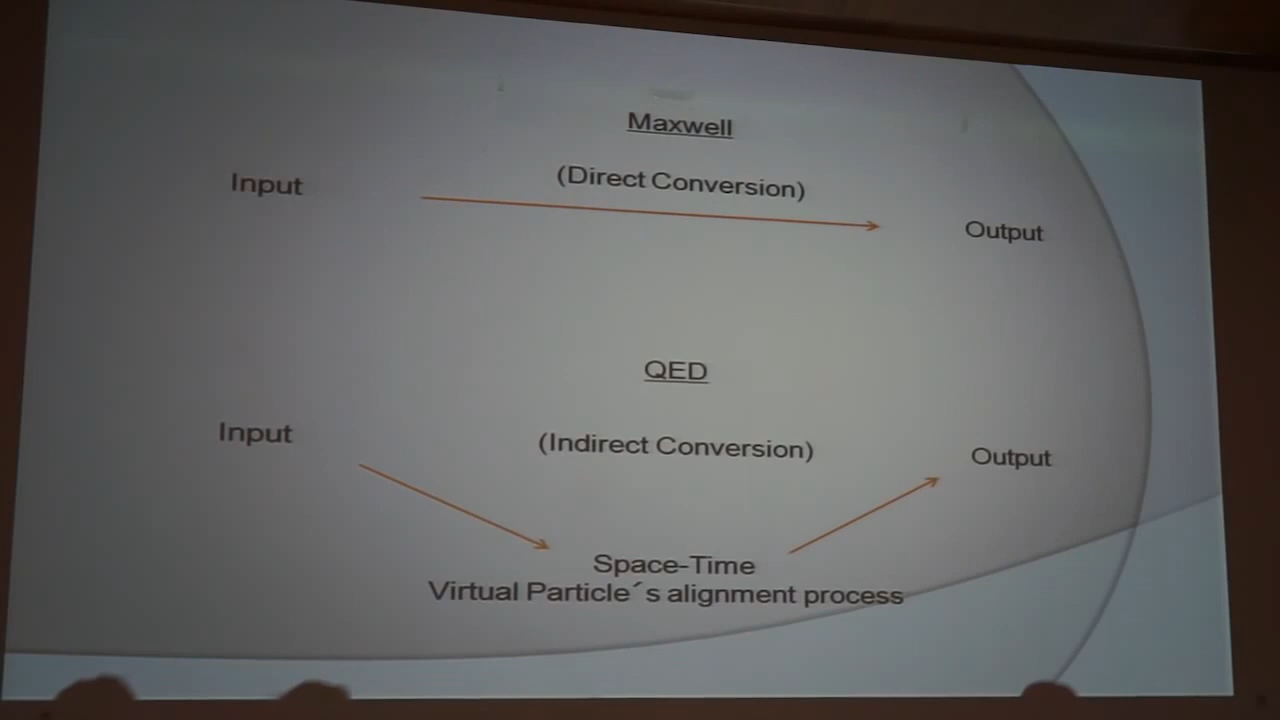 Maxwell
(Direct Conversion)
Input
Output
QED
Input
(Indirect Conversion)
Output
Space-Time
Virtual Particle´s alignment process